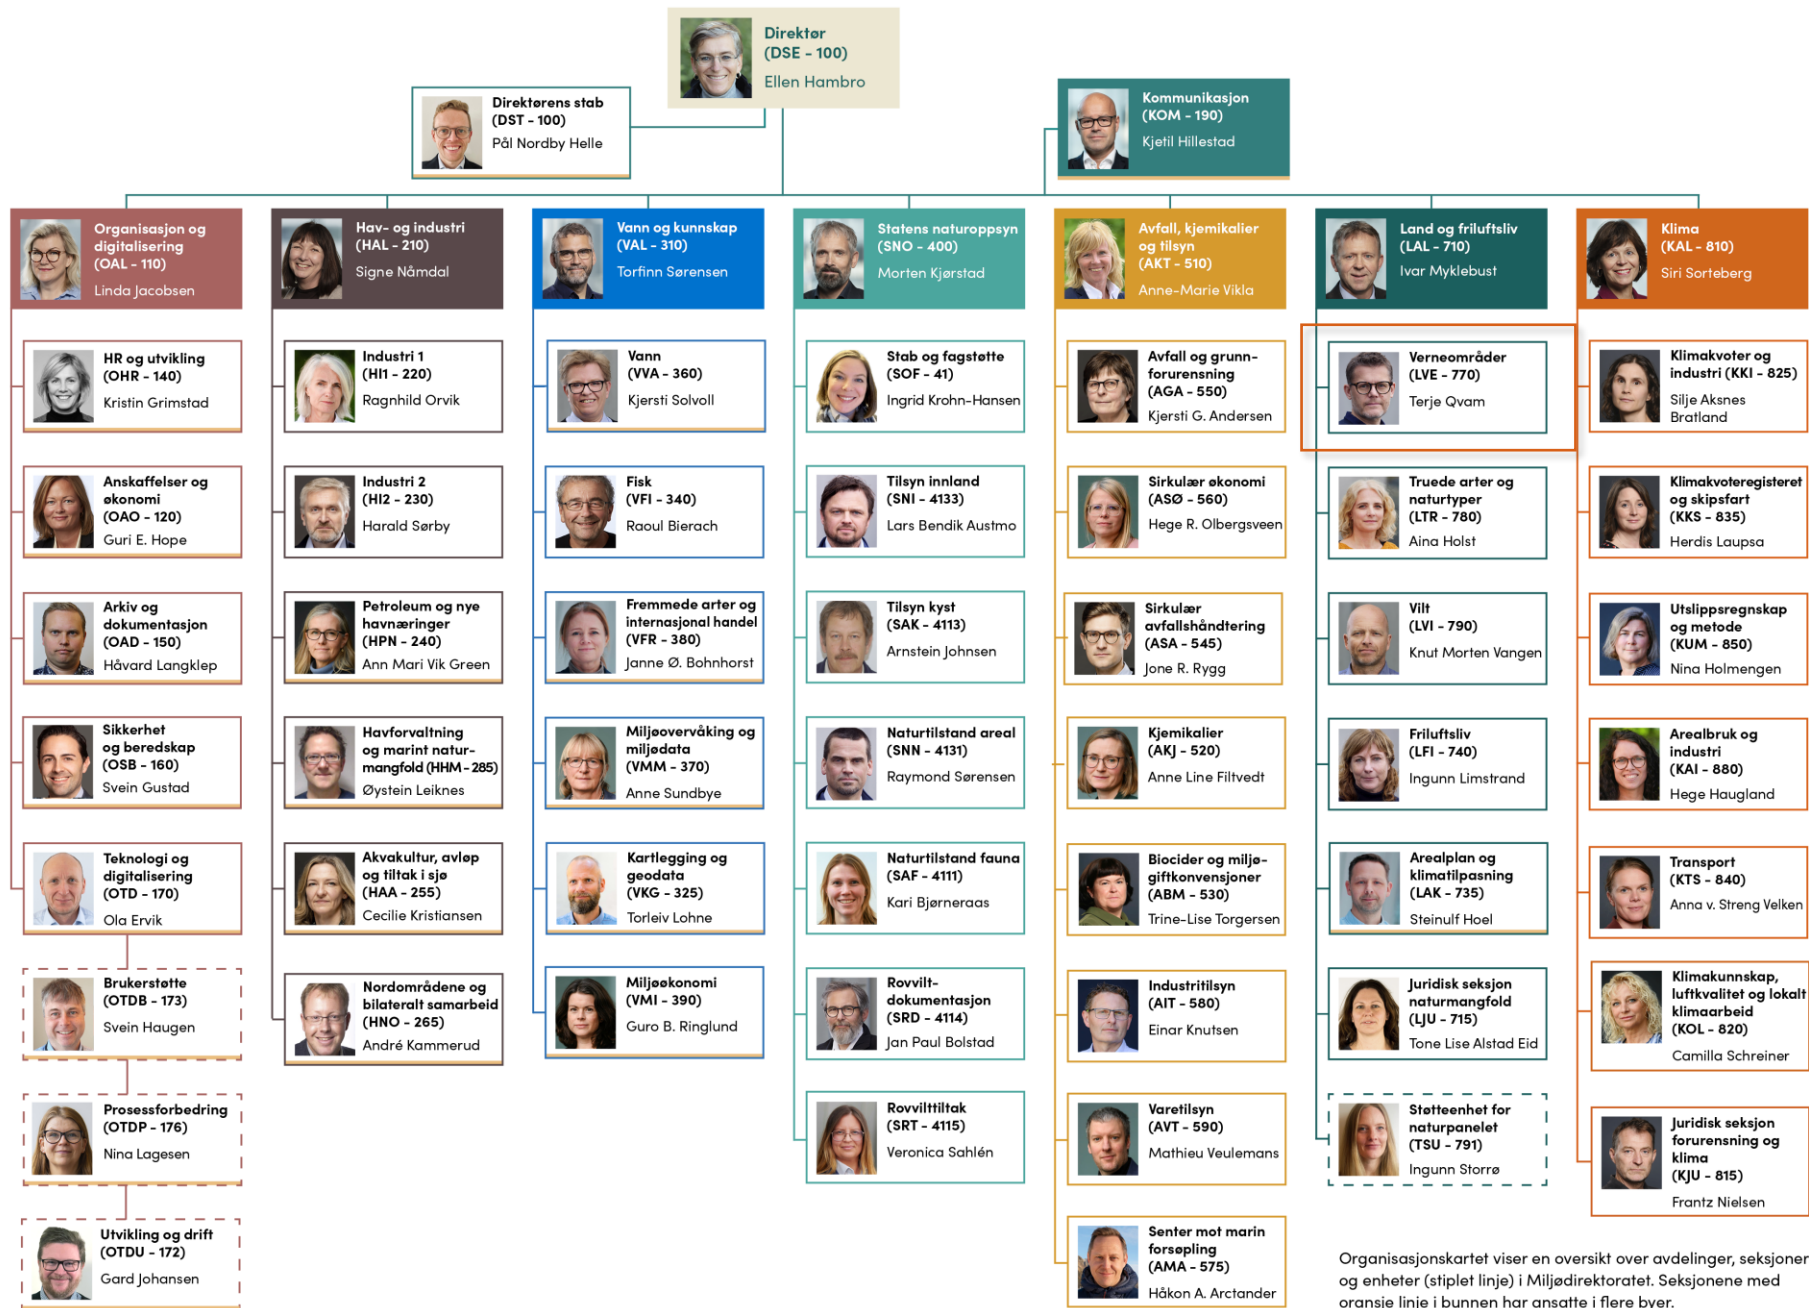 Direktør
(DSE - 100)
Ellen Hambro
Direktørens stab
(DST - 100)
Pål Nordby Helle
Kommunikasjon
(KOM - 190)
Kjetil Hillestad
Organisasjon og
digitalisering
(OAL - 110)
Linda Jacobsen
HR og utvikling
(OHR - 140)
Kristin Grimstad
Anskaffelser og
økonomi
(OAO - 120)
Guri E. Hope
Arkiv og
dokumentasjon
(OAD - 150)
Håvard Langklep
Sikkerhet
og beredskap
(OSB - 160)
Svein Gustad
Teknologi og
digitalisering
(OTD - 170)
Ola Ervik
Brukerstøtte
(OTDB - 173)
Svein Haugen
Prosessforbedring
(OTDP - 176)
Nina Lagesen
Utvikling og drift
(OTDU - 172)
Gard Johansen
Hav- og industri
(HAL - 210)
Signe Nåmdal
Industri 1
(HI1 - 220)
Ragnhild Orvik
Industri 2
(HI2 - 230)
Harald Sørby
Petroleum og nye
havnæringer
(HPN - 240)
Ann Mari Vik Green
Havforvaltning
og marint natur-
mangfold (HHM - 285)
Øystein Leiknes
Akvakultur, avløp
og tiltak i sjø
(HAA - 255)
Cecilie Kristiansen
Nordområdene og
bilateralt samarbeid
(HNO - 265)
André Kammerud
Vann og kunnskap
(VAL - 310)
Torfinn Sørensen
Vann
(VVA - 360)
Kjersti Solvoll
Fisk
(VFI - 340)
Raoul Bierach
Fremmede arter og
internasjonal handel
(VFR - 380)
Janne Ø. Bohnhorst
Miljøovervåking og
miljødata
(VMM - 370)
Anne Sundbye
Kartlegging og
geodata
(VKG - 325)
Torleiv Lohne
Miljøøkonomi
(VMI - 390)
Guro B. Ringlund
Statens naturoppsyn
(SNO - 400)
Morten Kjørstad
Stab og fagstøtte
(SOF - 41)
Ingrid Krohn-Hansen
Tilsyn innland
(SNI - 4133)
Lars Bendik Austmo
Tilsyn kyst
(SAK - 4113)
Arnstein Johnsen
Naturtilstand areal
(SNN - 4131)
Raymond Sørensen
Naturtilstand fauna
(SAF - 4111)
Kari Bjørneraas
Rovvilt-
dokumentasjon
(SRD - 4114)
Jan Paul Bolstad
Rovvilttiltak
(SRT - 4115)
Veronica Sahlén
Avfall, kjemikalier
og tilsyn
(AKT - 510)
Anne-Marie Vikla
Avfall og grunn-
forurensning
(AGA - 550)
Kjersti G. Andersen
Sirkulær økonomi
(ASØ - 560)
Hege R. Olbergsveen
Sirkulær
avfallshåndtering
(ASA - 545)
Jone R. Rygg
Kjemikalier
(AKJ - 520)
Anne Line Filtvedt
Biocider og miljø-
giftkonvensjoner
(ABM - 530)
Trine-Lise Torgersen
Industritilsyn
(AIT - 580)
Einar Knutsen
Varetilsyn
(AVT - 590)
Mathieu Veulemans
Senter mot marin
forsøpling
(AMA - 575)
Håkon A. Arctander
Land og friluftsliv
(LAL - 710)
Ivar Myklebust
Verneområder
(LVE - 770)
Terje Qvam
Truede arter og
naturtyper
(LTR - 780)
Aina Holst
Vilt
(LVI - 790)
Knut Morten Vangen
Friluftsliv
(LFI - 740)
Ingunn Limstrand
Arealplan og
klimatilpasning
(LAK - 735)
Steinulf Hoel
Juridisk seksjon
naturmangfold
(LJU - 715)
Tone Lise Alstad Eid
Støtteenhet for
naturpanelet
(TSU - 791)
Ingunn Storrø
Klima
(KAL - 810)
Siri Sorteberg
Klimakvoter og
industri (KKI - 825)
Silje Aksnes
Bratland
Klimakvoteregisteret
og skipsfart
(KKS - 835)
Herdis Laupsa
Utslippsregnskap
og metode
(KUM - 850)
Nina Holmengen
Arealbruk og
industri
(KAI - 880)
Hege Haugland
Transport
(KTS - 840)
Anna v. Streng Velken
Klimakunnskap,
luftkvalitet og lokalt
klimaarbeid
(KOL - 820)
Camilla Schreiner
Juridisk seksjon
forurensning og
klima
(KJU - 815)
Frantz Nielsen
Organisasjonskartet viser en oversikt over avdelinger, seksjoner
og enheter (stiplet linje) i Miljødirektoratet. Seksjonene med
oransje linje i bunnen har ansatte i flere byer.